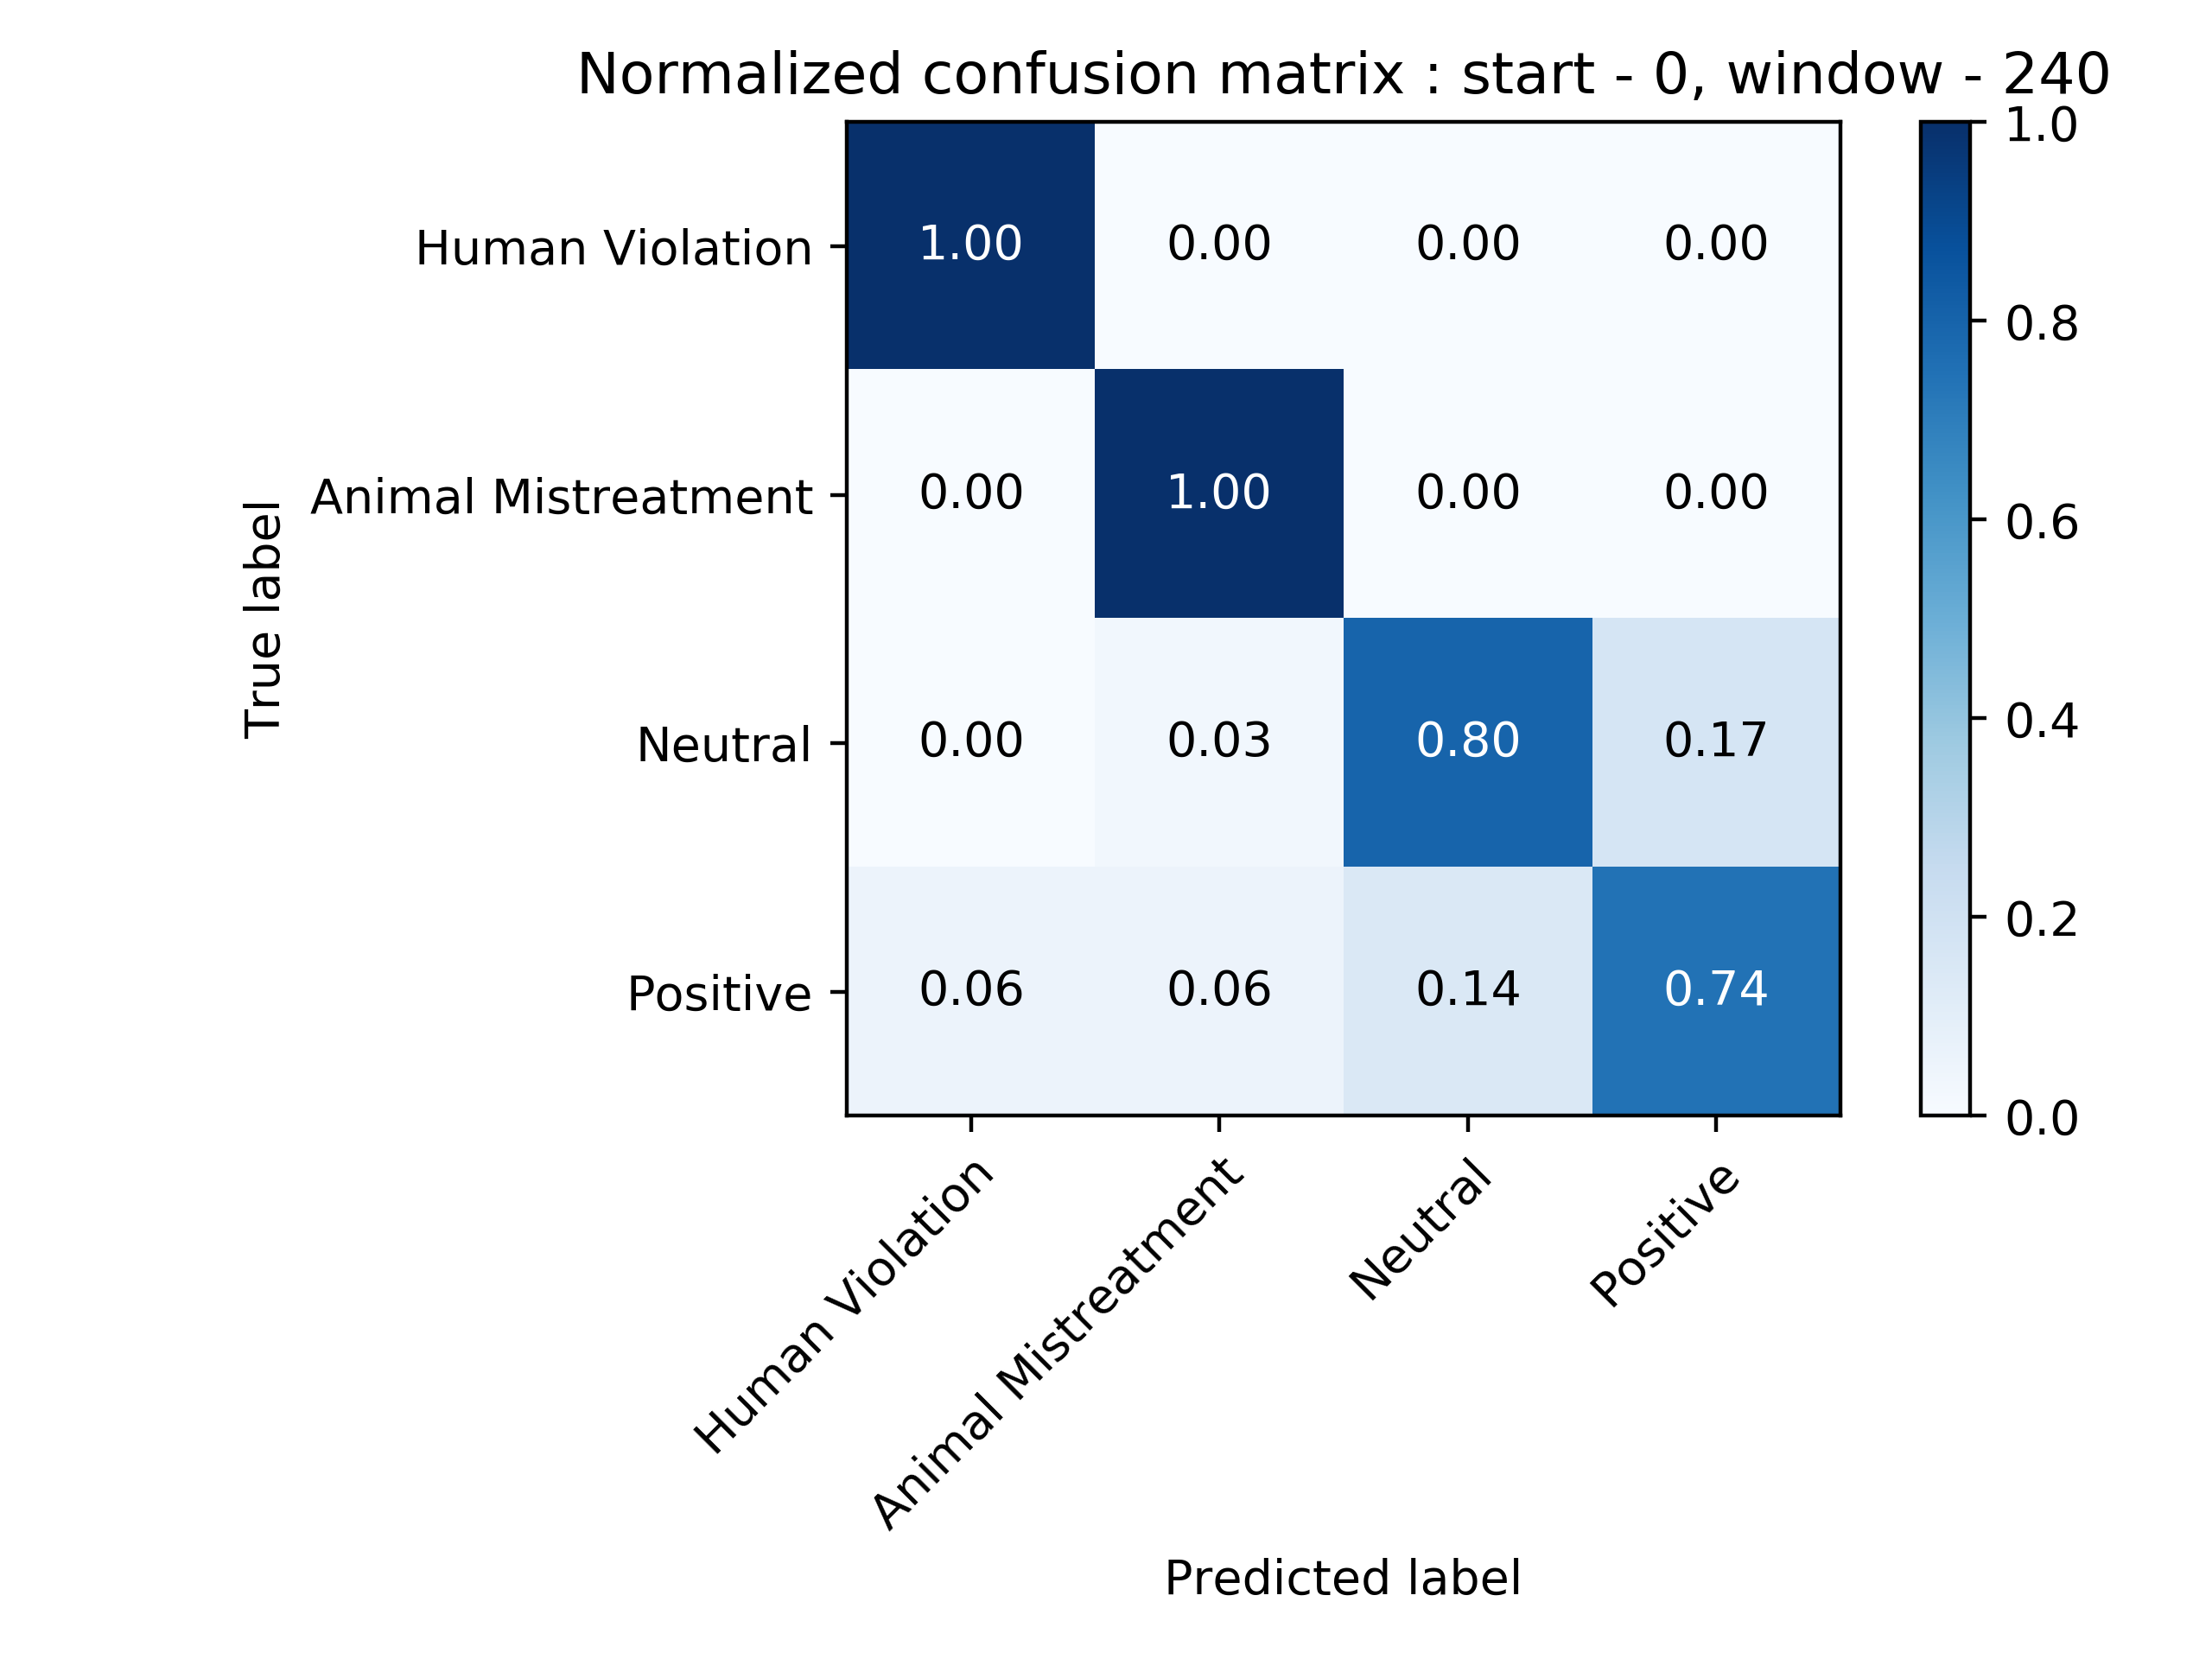 Normalized confusion matrix : start - 0, window - 240
True label
Human Violation
Animal Mistreatment
Neutral
Positive
1.00 0.00 0.00 0.00
0.00 1.00 0.00 0.00
0.00 0.03 0.80 0.17
0.06 0.06 0.14 0.74
Human Violation
Animal Mistreatment
Neutral
Positive
Predicted label
1.0
0.8
0.6
0.4
0.2
0.0